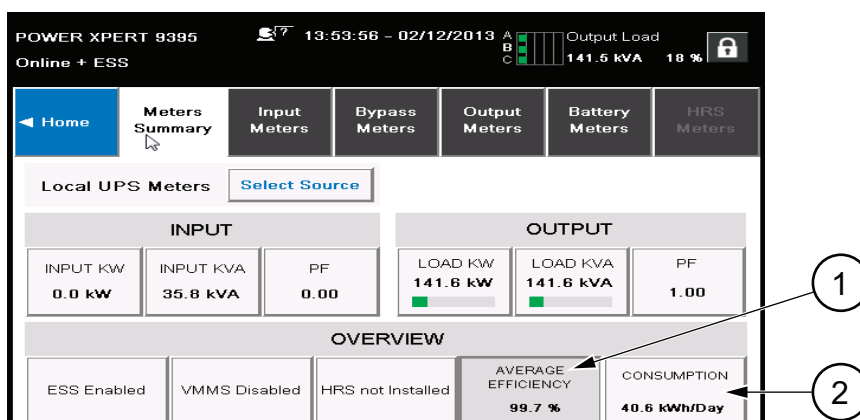 POWER XPERT 9395
? 13:53:56 - 02/12/2013
A
B
C
Output Load
Online + ESS
141.5 kVA 18 %
Home
Meters Summary
Input Meters
Bypass Meters
Output Meters
Battery Meters
HRS Meters
Local UPS Meters
Select Source
INPUT
OUTPUT
INPUT KW
0.0 kW
INPUT KVA
35.8 kVA
PF
0.00
LOAD KW
141.6 kW
LOAD KVA
141.6 kVA
PF
1.00
1
OVERVIEW
ESS Enabled
VMMS Disabled
HRS not Installed
AVERAGE
EFFICIENCY
99.7 %
CONSUMPTION
40.6 kWh/Day
2